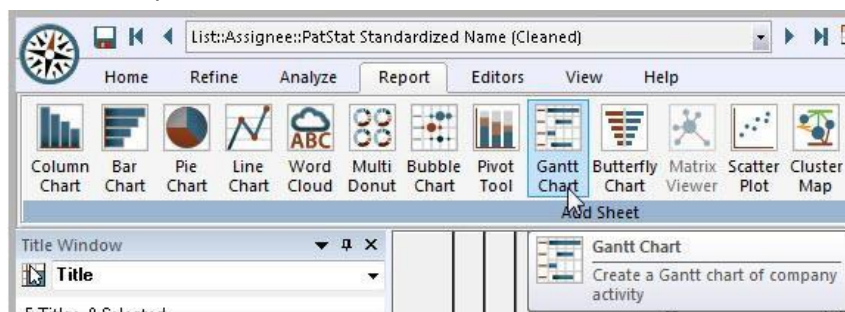 List::Assignee::PatStat Standardized Name (Cleaned)
Home Refine Analyze Report Editors View Help
ABC
Column Chart
Bar Chart
Pie Chart
Line Chart
Word Cloud
Multi Donut
Bubble Chart
Pivot Tool
Gantt Chart
Butterfly Chart
Matrix Viewer
Scatter Plot
Cluster Map
Add Sheet
Title Window
Title
Gantt Chart
Create a Gantt chart of company
activity